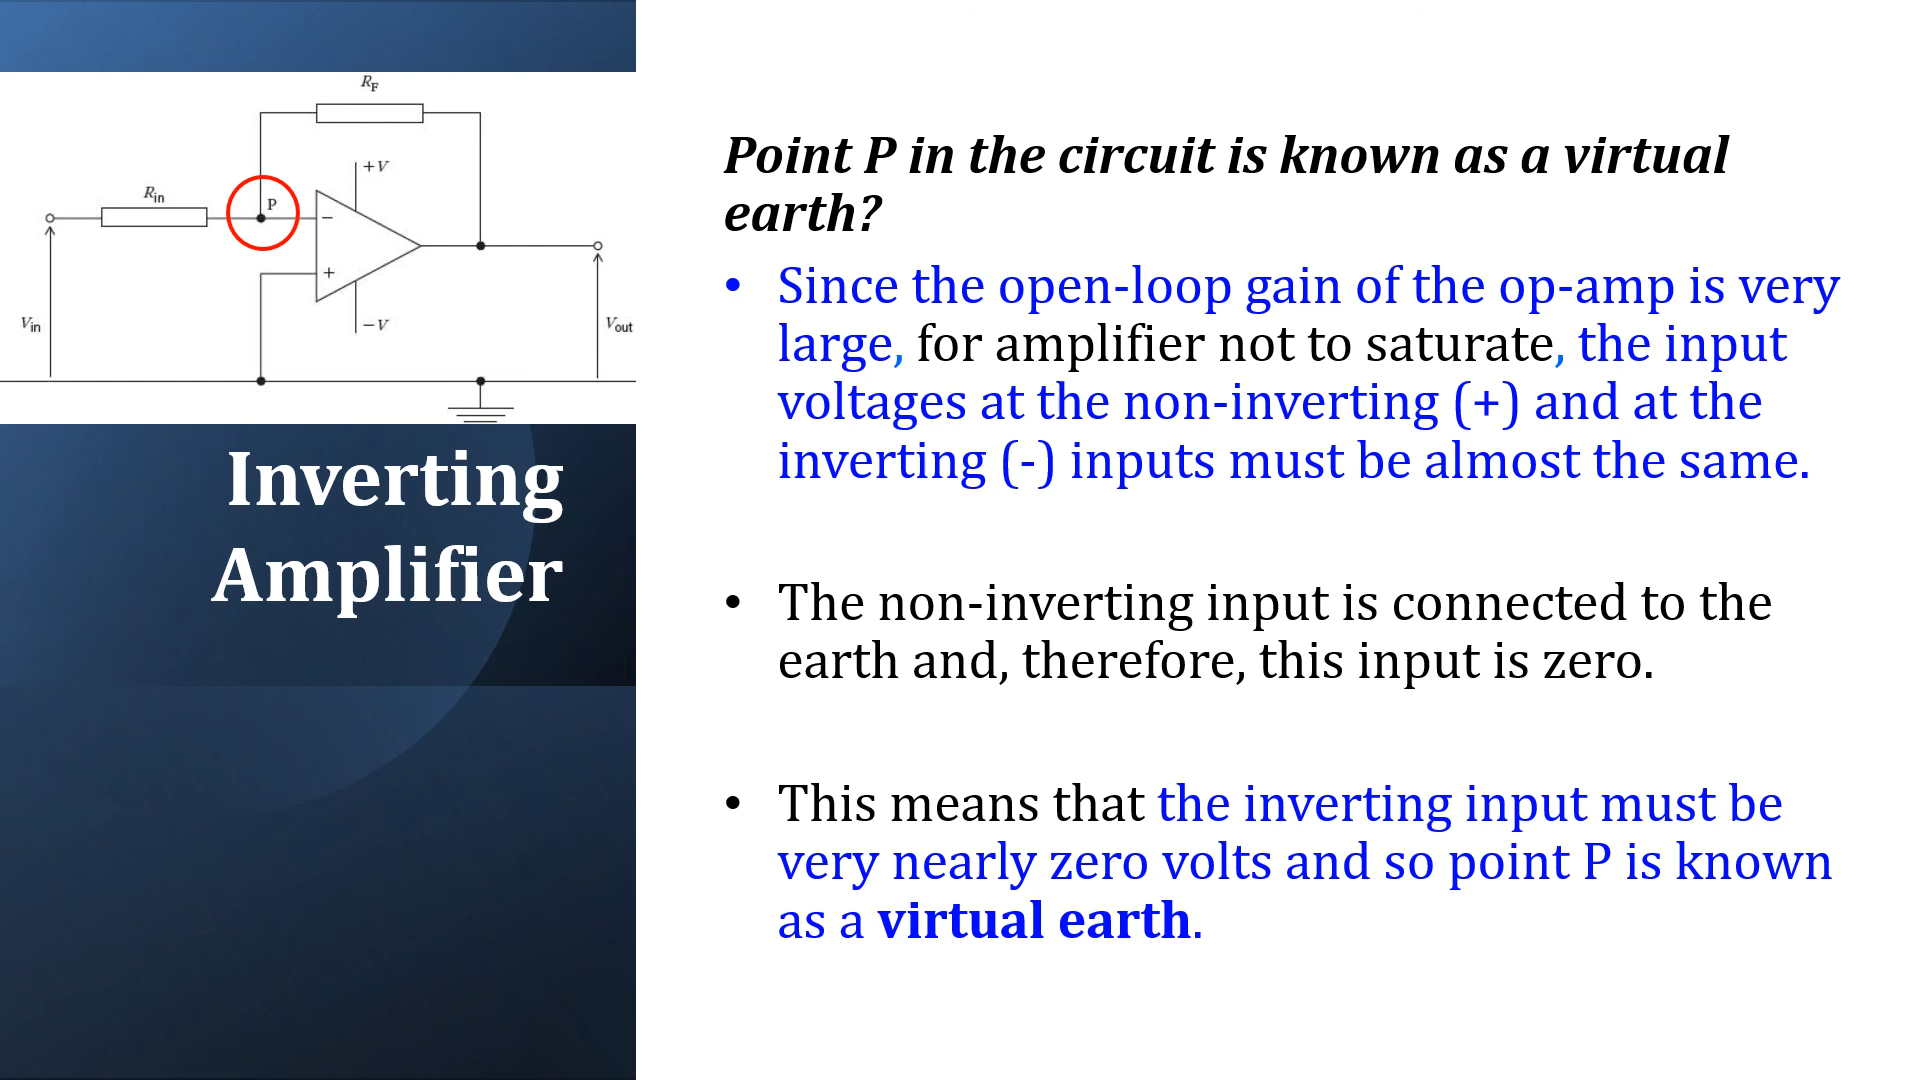 R_F
+V
R_in
P
−
+
−V
V_in
V_out
Inverting
Amplifier
Point P in the circuit is known as a virtual
earth?
• Since the open-loop gain of the op-amp is very
large, for amplifier not to saturate, the input
voltages at the non-inverting (+) and at the
inverting (-) inputs must be almost the same.
• The non-inverting input is connected to the
earth and, therefore, this input is zero.
• This means that the inverting input must be
very nearly zero volts and so point P is known
as a virtual earth.